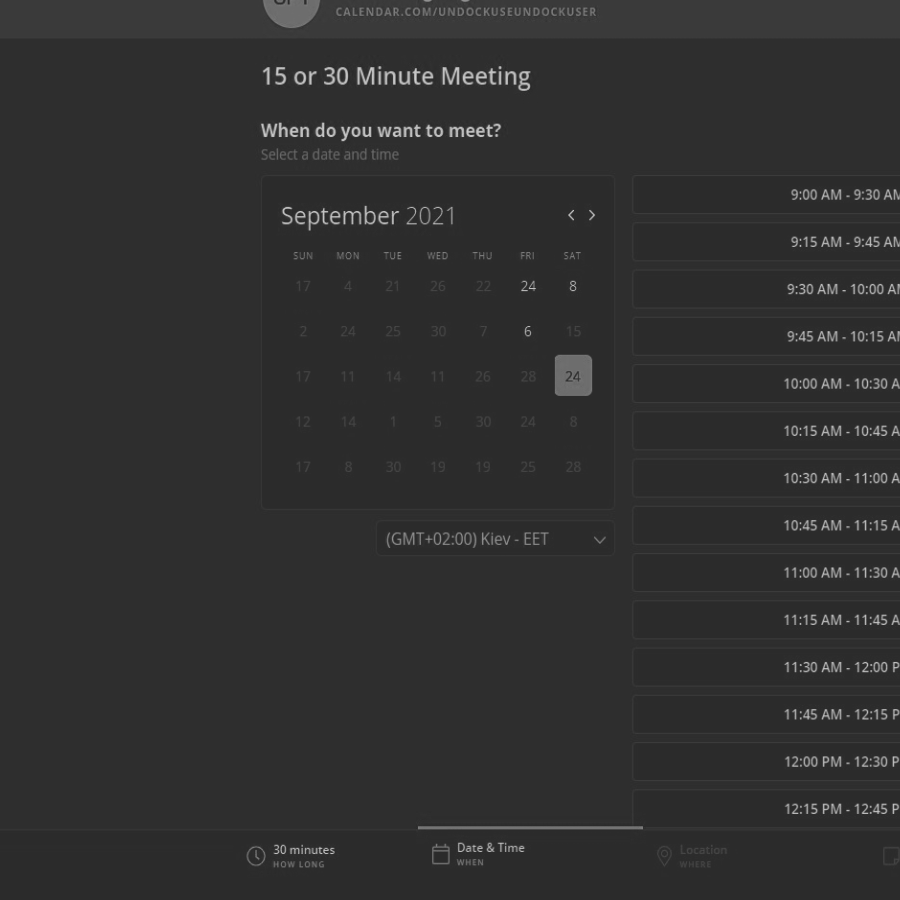 CALENDAR.COM/UNDOCKUSEUNDOCKUSER
15 or 30 Minute Meeting
When do you want to meet?
Select a date and time
September 2021
SUN MON TUE WED THU FRI SAT
17 4 21 26 22 24 8
2 24 25 30 7 6 15
17 11 14 11 26 28 24
12 14 1 5 30 24 8
17 8 30 19 19 25 28
(GMT+02:00) Kiev - EET
9:00 AM - 9:30 AM
9:15 AM - 9:45 AM
9:30 AM - 10:00 AM
9:45 AM - 10:15 AM
10:00 AM - 10:30 A
10:15 AM - 10:45 A
10:30 AM - 11:00 A
10:45 AM - 11:15 A
11:00 AM - 11:30 A
11:15 AM - 11:45 A
11:30 AM - 12:00 P
11:45 AM - 12:15 P
12:00 PM - 12:30 P
12:15 PM - 12:45 P
30 minutes
HOW LONG
Date & Time
WHEN
Location
WHERE